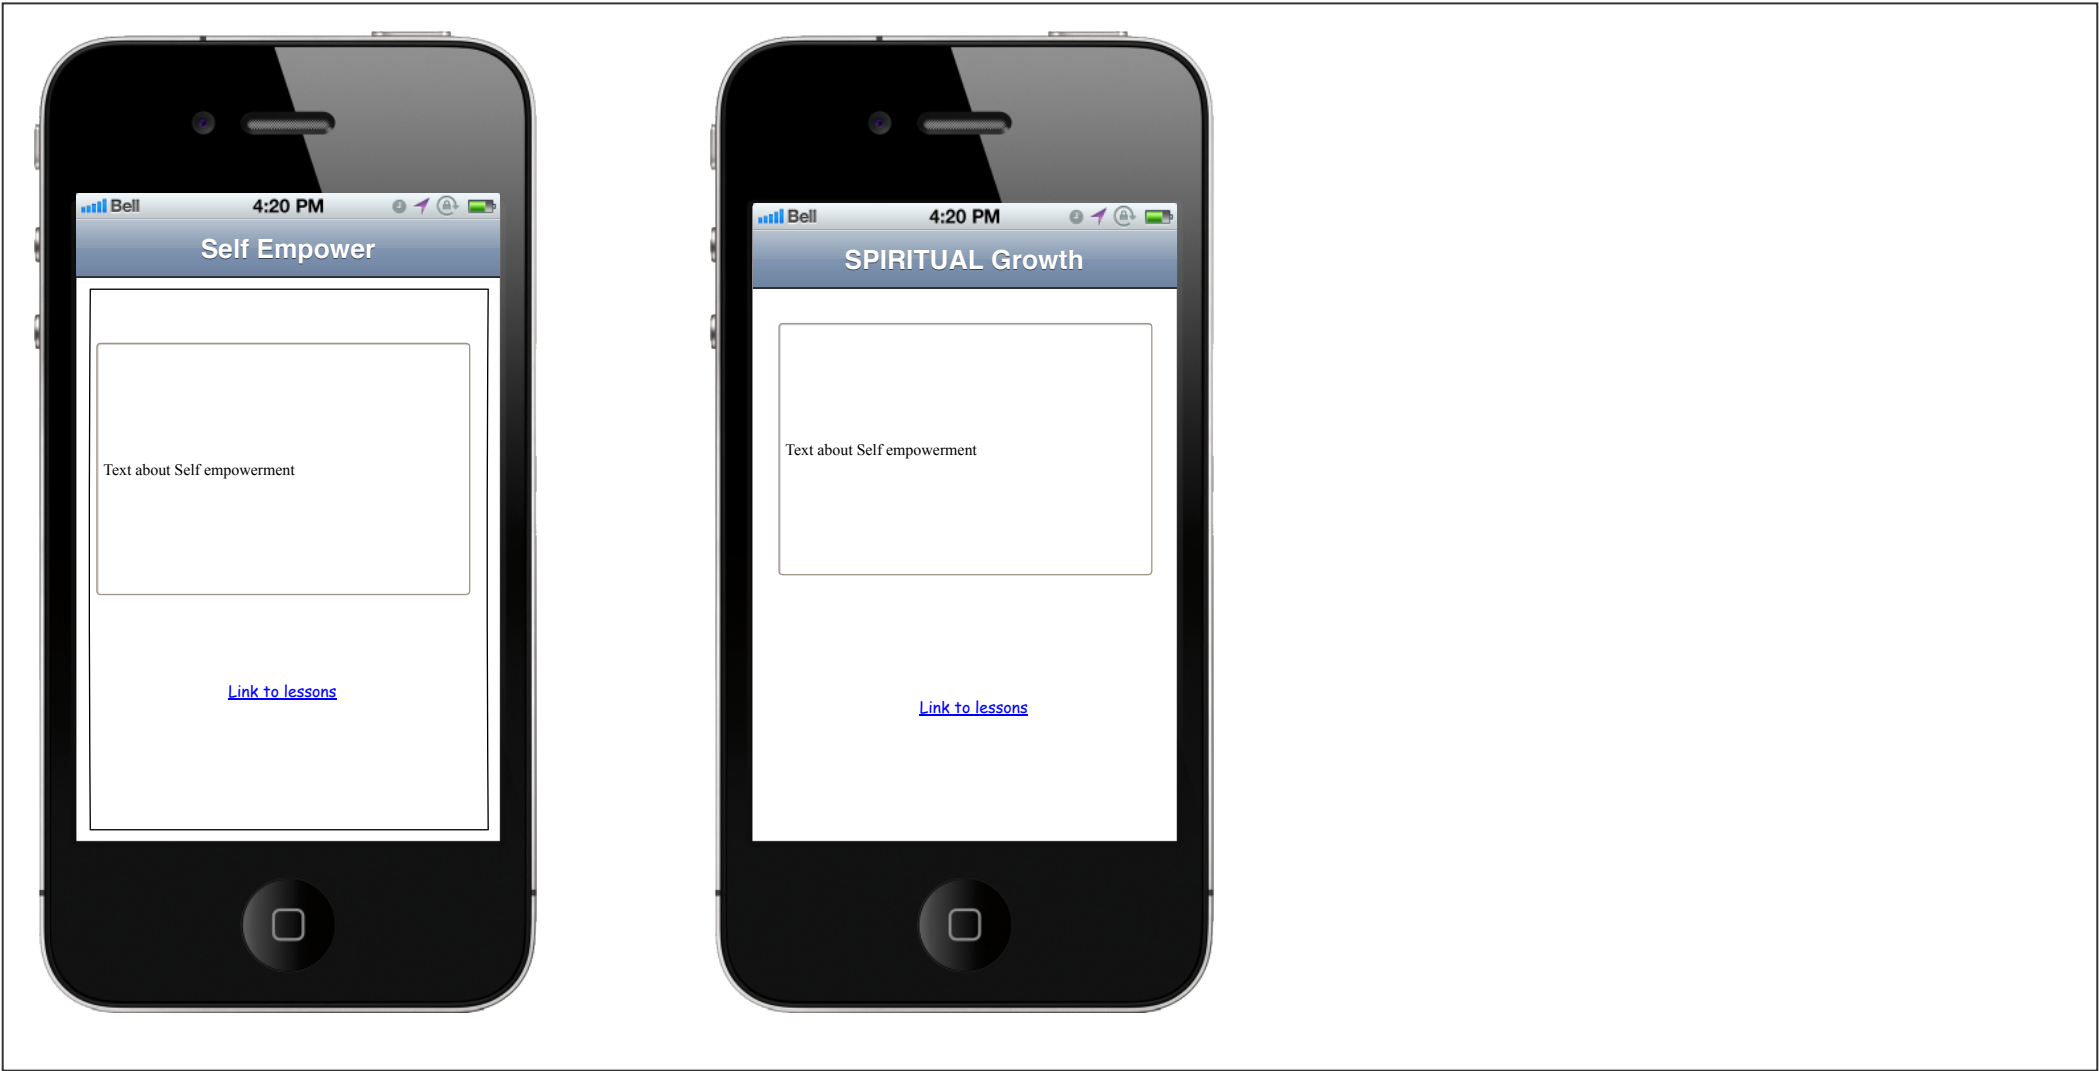 Bell 4:20 PM
Self Empower
Text about Self empowerment
Link to lessons
Bell 4:20 PM
SPIRITUAL Growth
Text about Self empowerment
Link to lessons